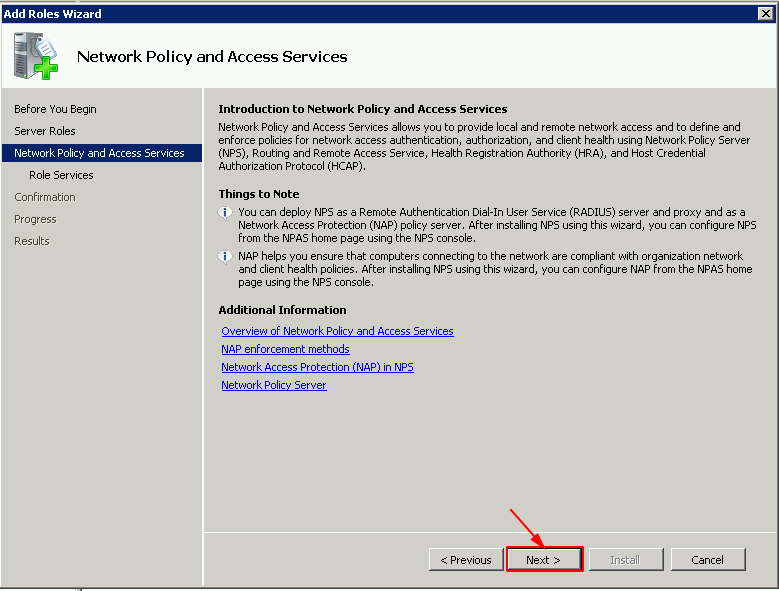 Add Roles Wizard
Network Policy and Access Services
Before You Begin
Server Roles
Network Policy and Access Services
Role Services
Confirmation
Progress
Results
Introduction to Network Policy and Access Services
Network Policy and Access Services allows you to provide local and remote network access and to define and
enforce policies for network access authentication, authorization, and client health using Network Policy Server
(NPS), Routing and Remote Access Service, Health Registration Authority (HRA), and Host Credential
Authorization Protocol (HCAP).
Things to Note
You can deploy NPS as a Remote Authentication Dial-In User Service (RADIUS) server and proxy and as a
Network Access Protection (NAP) policy server. After installing NPS using this wizard, you can configure NPS
from the NPAS home page using the NPS console.
NAP helps you ensure that computers connecting to the network are compliant with organization network
and client health policies. After installing NPS using this wizard, you can configure NAP from the NPAS home
page using the NPS console.
Additional Information
Overview of Network Policy and Access Services
NAP enforcement methods
Network Access Protection (NAP) in NPS
Network Policy Server
< Previous
Next >
Install
Cancel